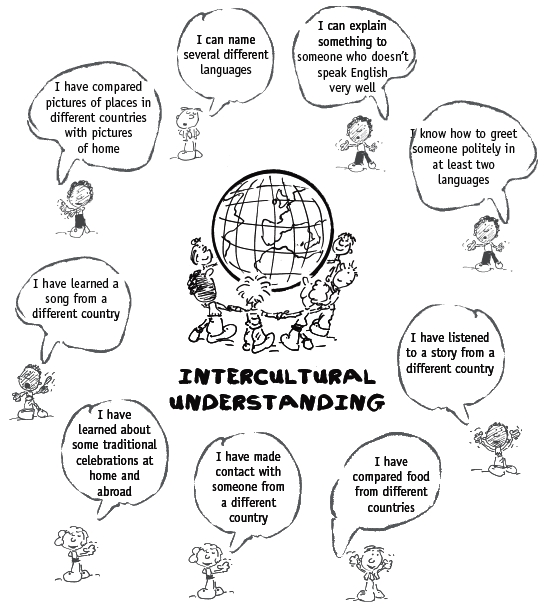 I can name
several different
languages
I can explain
something to
someone who doesn't
speak English
very well
I have compared
pictures of places in
different countries
with pictures
of home
I know how to greet
someone politely in
at least two
languages
I have learned a
song from a
different country
INTERCULTURAL
UNDERSTANDING
I have listened
to a story from a
different country
I have
learned about
some traditional
celebrations at
home and
abroad
I have made
contact with
someone from
a different
country
I have
compared food
from different
countries